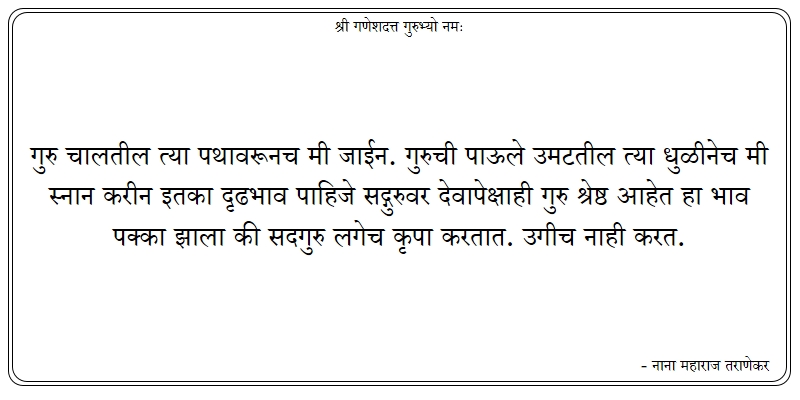 श्री गणेशदत्त गुरुभ्यो नमः
गुरु चालतील त्या पथावरूनच मी जाईन. गुरुची पाऊले उमटतील त्या धुळीनेच मी
स्नान करीन इतका दृढभाव पाहिजे सद्गुरुवर देवापेक्षाही गुरु श्रेष्ठ आहेत हा भाव
पक्का झाला की सदगुरु लगेच कृपा करतात. उगीच नाही करत.
- नाना महाराज तराणेकर